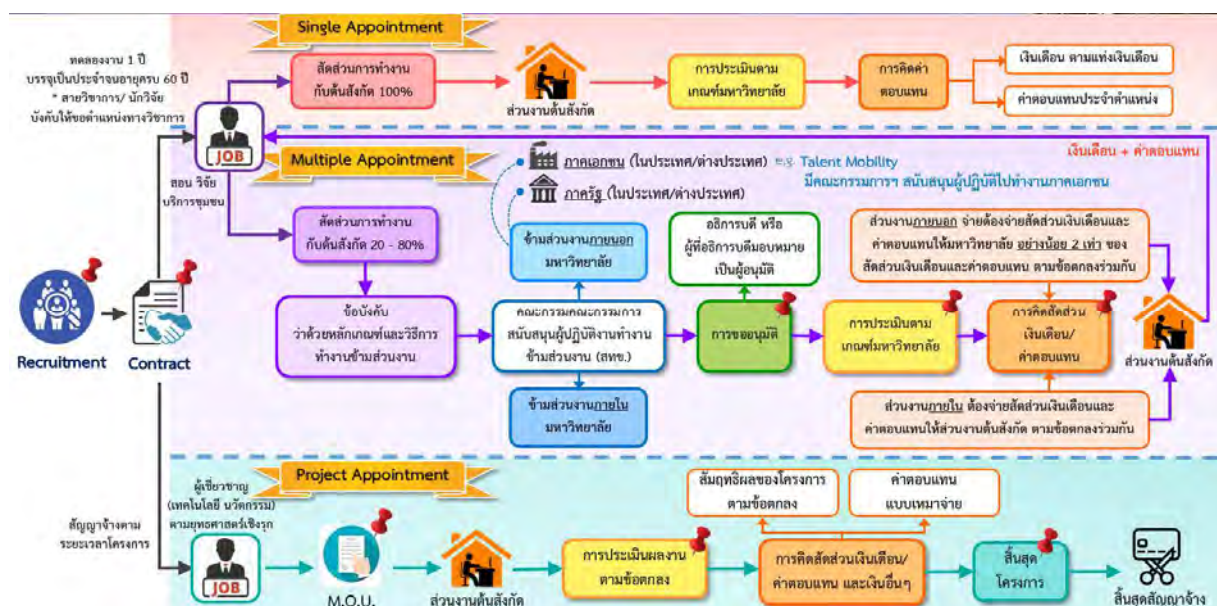 Single Appointment
ทดลองงาน 1 ปี
บรรจุเป็นประจำจนอายุครบ 60 ปี
* สายวิชาการ/ นักวิจัย
บังคับให้ขอตำแหน่งทางวิชาการ
JOB
สัดส่วนการทำงาน
กับต้นสังกัด 100%
ส่วนงานต้นสังกัด
การประเมินตาม
เกณฑ์มหาวิทยาลัย
การคิดค่า
ตอบแทน
เงินเดือน ตามแท่งเงินเดือน
ค่าตอบแทนประจำตำแหน่ง
Multiple Appointment
สอน วิจัย
บริการชุมชน
ภาคเอกชน (ในประเทศ/ต่างประเทศ) e.g. Talent Mobility
มีคณะกรรมการฯ สนับสนุนผู้ปฏิบัติไปทำงานภาคเอกชน
ภาครัฐ (ในประเทศ/ต่างประเทศ)
เงินเดือน + ค่าตอบแทน
สัดส่วนการทำงาน
กับต้นสังกัด 20 - 80%
ข้ามส่วนงานภายนอก
มหาวิทยาลัย
อธิการบดี หรือ
ผู้ที่อธิการบดีมอบหมาย
เป็นผู้อนุมัติ
ส่วนงานภายนอก จ่ายต้องจ่ายสัดส่วนเงินเดือนและ
ค่าตอบแทนให้มหาวิทยาลัย อย่างน้อย 2 เท่า ของ
สัดส่วนเงินเดือนและค่าตอบแทน ตามข้อตกลงร่วมกัน
Recruitment
Contract
ข้อบังคับ
ว่าด้วยหลักเกณฑ์และวิธีการ
ทำงานข้ามส่วนงาน
คณะกรรมคณะกรรมการ
สนับสนุนผู้ปฏิบัติงานทำงาน
ข้ามส่วนงาน (สทข.)
การขออนุมัติ
การประเมินตาม
เกณฑ์มหาวิทยาลัย
การคิดสัดส่วน
เงินเดือน/
ค่าตอบแทน
ส่วนงานต้นสังกัด
ข้ามส่วนงานภายใน
มหาวิทยาลัย
ส่วนงานภายใน ต้องจ่ายสัดส่วนเงินเดือนและ
ค่าตอบแทนให้ส่วนงานต้นสังกัด ตามข้อตกลงร่วมกัน
Project Appointment
สัญญาจ้างตาม
ระยะเวลาโครงการ
ผู้เชี่ยวชาญ
(เทคโนโลยี นวัตกรรม)
ตามยุทธศาสตร์เชิงรุก
JOB
M.O.U.
ส่วนงานต้นสังกัด
การประเมินผลงาน
ตามข้อตกลง
สัมฤทธิผลของโครงการ
ตามข้อตกลง
ค่าตอบแทน
แบบเหมาจ่าย
การคิดสัดส่วนเงินเดือน/
ค่าตอบแทน และเงินอื่นๆ
สิ้นสุด
โครงการ
สิ้นสุดสัญญาจ้าง